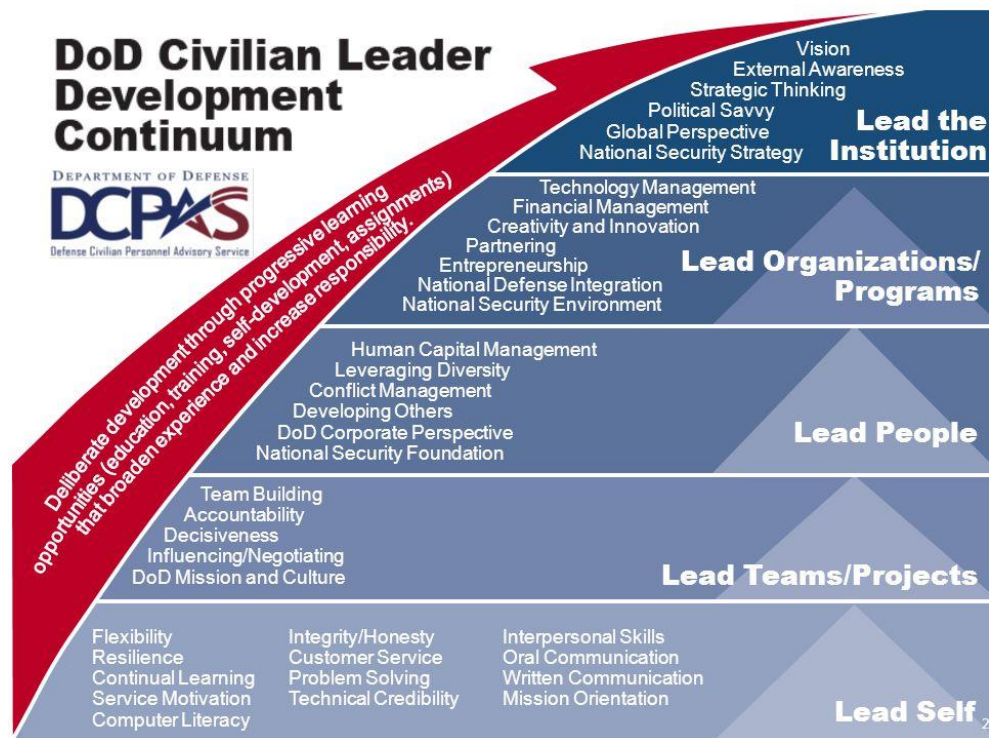 DoD Civilian Leader
Development
Continuum
DEPARTMENT OF DEFENSE
DCPAS
Defense Civilian Personnel Advisory Service
Deliberate development through progressive learning
opportunities (education, training, self-development, assignments)
that broaden experience and increase responsibility.
Vision
External Awareness
Strategic Thinking
Political Savvy
Global Perspective
National Security Strategy
Lead the
Institution
Technology Management
Financial Management
Creativity and Innovation
Partnering
Entrepreneurship
National Defense Integration
National Security Environment
Lead Organizations/
Programs
Human Capital Management
Leveraging Diversity
Conflict Management
Developing Others
DoD Corporate Perspective
National Security Foundation
Lead People
Team Building
Accountability
Decisiveness
Influencing/Negotiating
DoD Mission and Culture
Lead Teams/Projects
Flexibility
Resilience
Continual Learning
Service Motivation
Computer Literacy
Integrity/Honesty
Customer Service
Problem Solving
Technical Credibility
Interpersonal Skills
Oral Communication
Written Communication
Mission Orientation
Lead Self
2